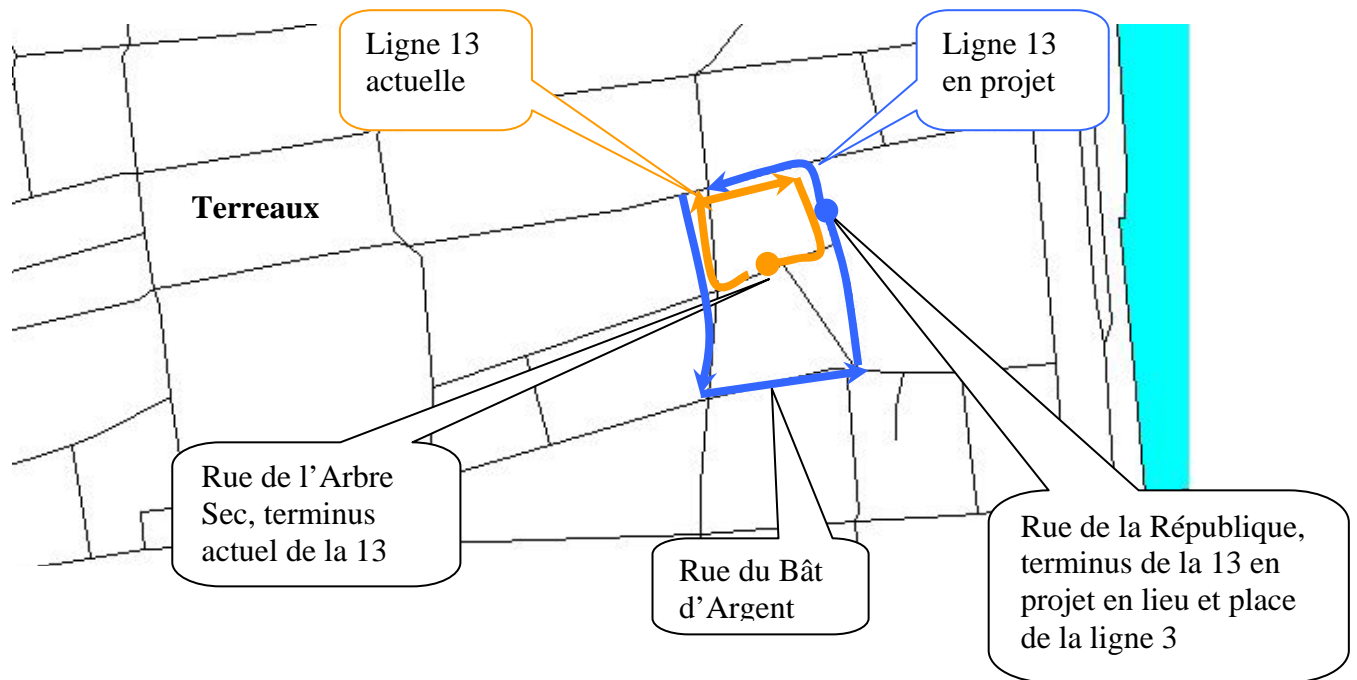 Ligne 13
actuelle
Ligne 13
en projet
Terreaux
Rue de l’Arbre
Sec, terminus
actuel de la 13
Rue du Bât
d’Argent
Rue de la République,
terminus de la 13 en
projet en lieu et place
de la ligne 3